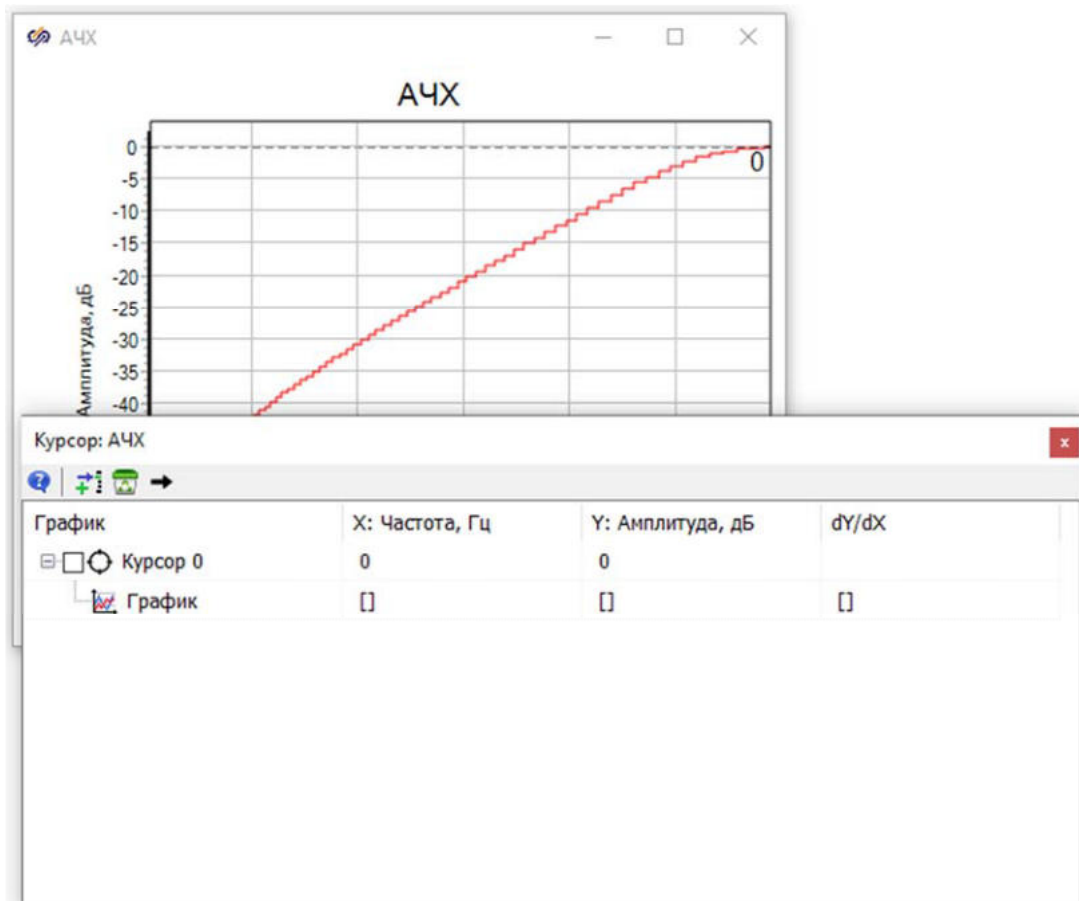 АЧХ
АЧХ
0
0
-5
-10
-15
-20
-25
-30
-35
-40
Амплитуда, дБ
Курсор: АЧХ
График X: Частота, Гц Y: Амплитуда, дБ dY/dX
Курсор 0 0 0
График [] [] []